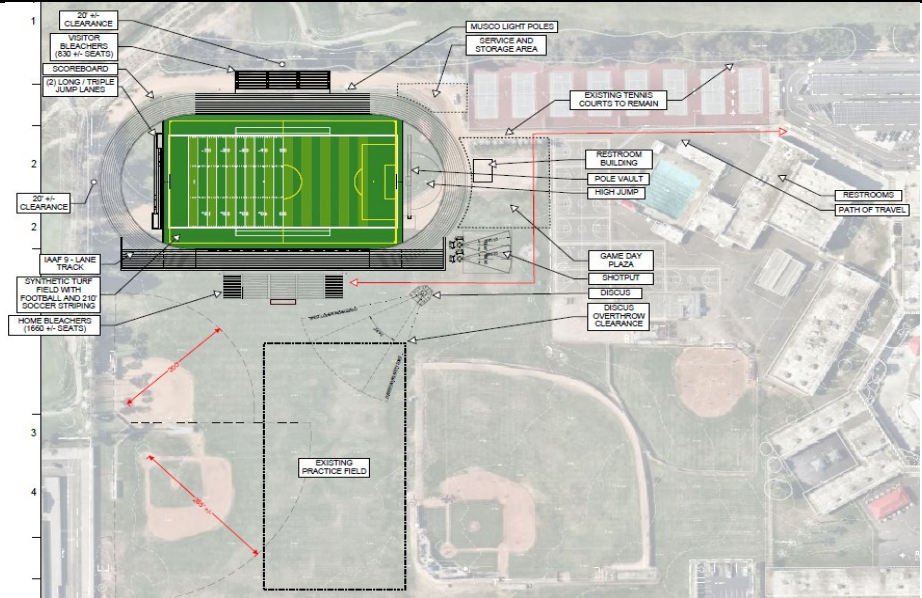 1
20' +/-
CLEARANCE
VISITOR
BLEACHERS
(830 +/- SEATS)
SCOREBOARD
(2) LONG / TRIPLE
JUMP LANES
MUSCO LIGHT POLES
SERVICE AND
STORAGE AREA
EXISTING TENNIS
COURTS TO REMAIN
2
RESTROOM
BUILDING
POLE VAULT
HIGH JUMP
RESTROOMS
PATH OF TRAVEL
20' +/-
CLEARANCE
2
IAAF 9 - LANE
TRACK
SYNTHETIC TURF
FIELD WITH
FOOTBALL AND 210'
SOCCER STRIPING
HOME BLEACHERS
(1660 +/- SEATS)
GAME DAY
PLAZA
SHOTPUT
DISCUS
DISCUS
OVERTHROW
CLEARANCE
3
EXISTING
PRACTICE FIELD
4